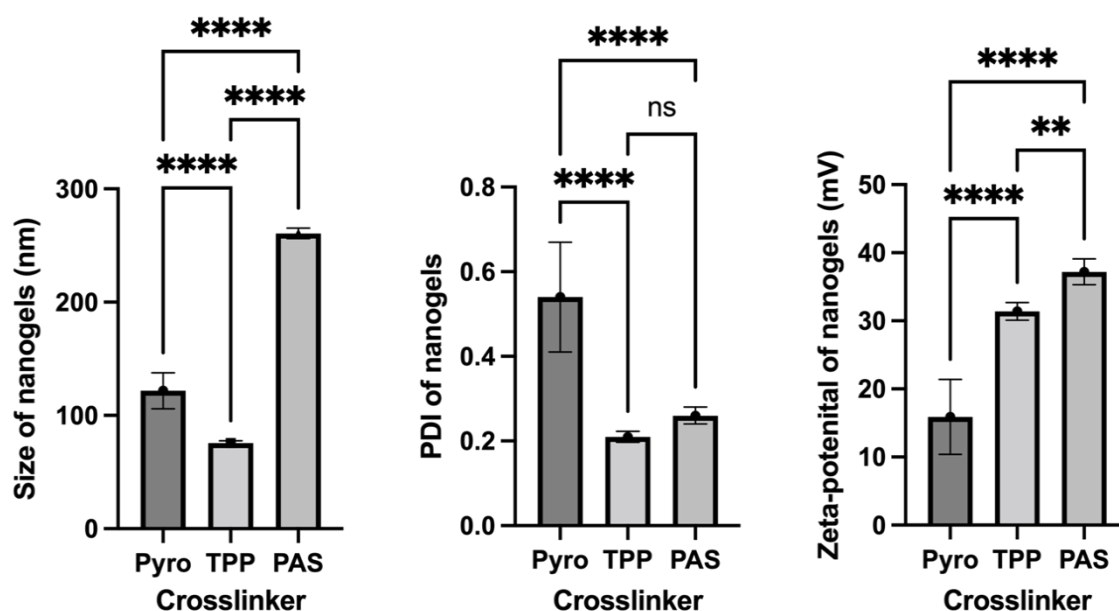 ****
****
****
Size of nanogels (nm)
300
200
100
0
Pyro TPP PAS
Crosslinker
****
ns
****
PDI of nanogels
0.8
0.6
0.4
0.2
0.0
Pyro TPP PAS
Crosslinker
****
**
****
Zeta-potenital of nanogels (mV)
50
40
30
20
10
0
Pyro TPP PAS
Crosslinker